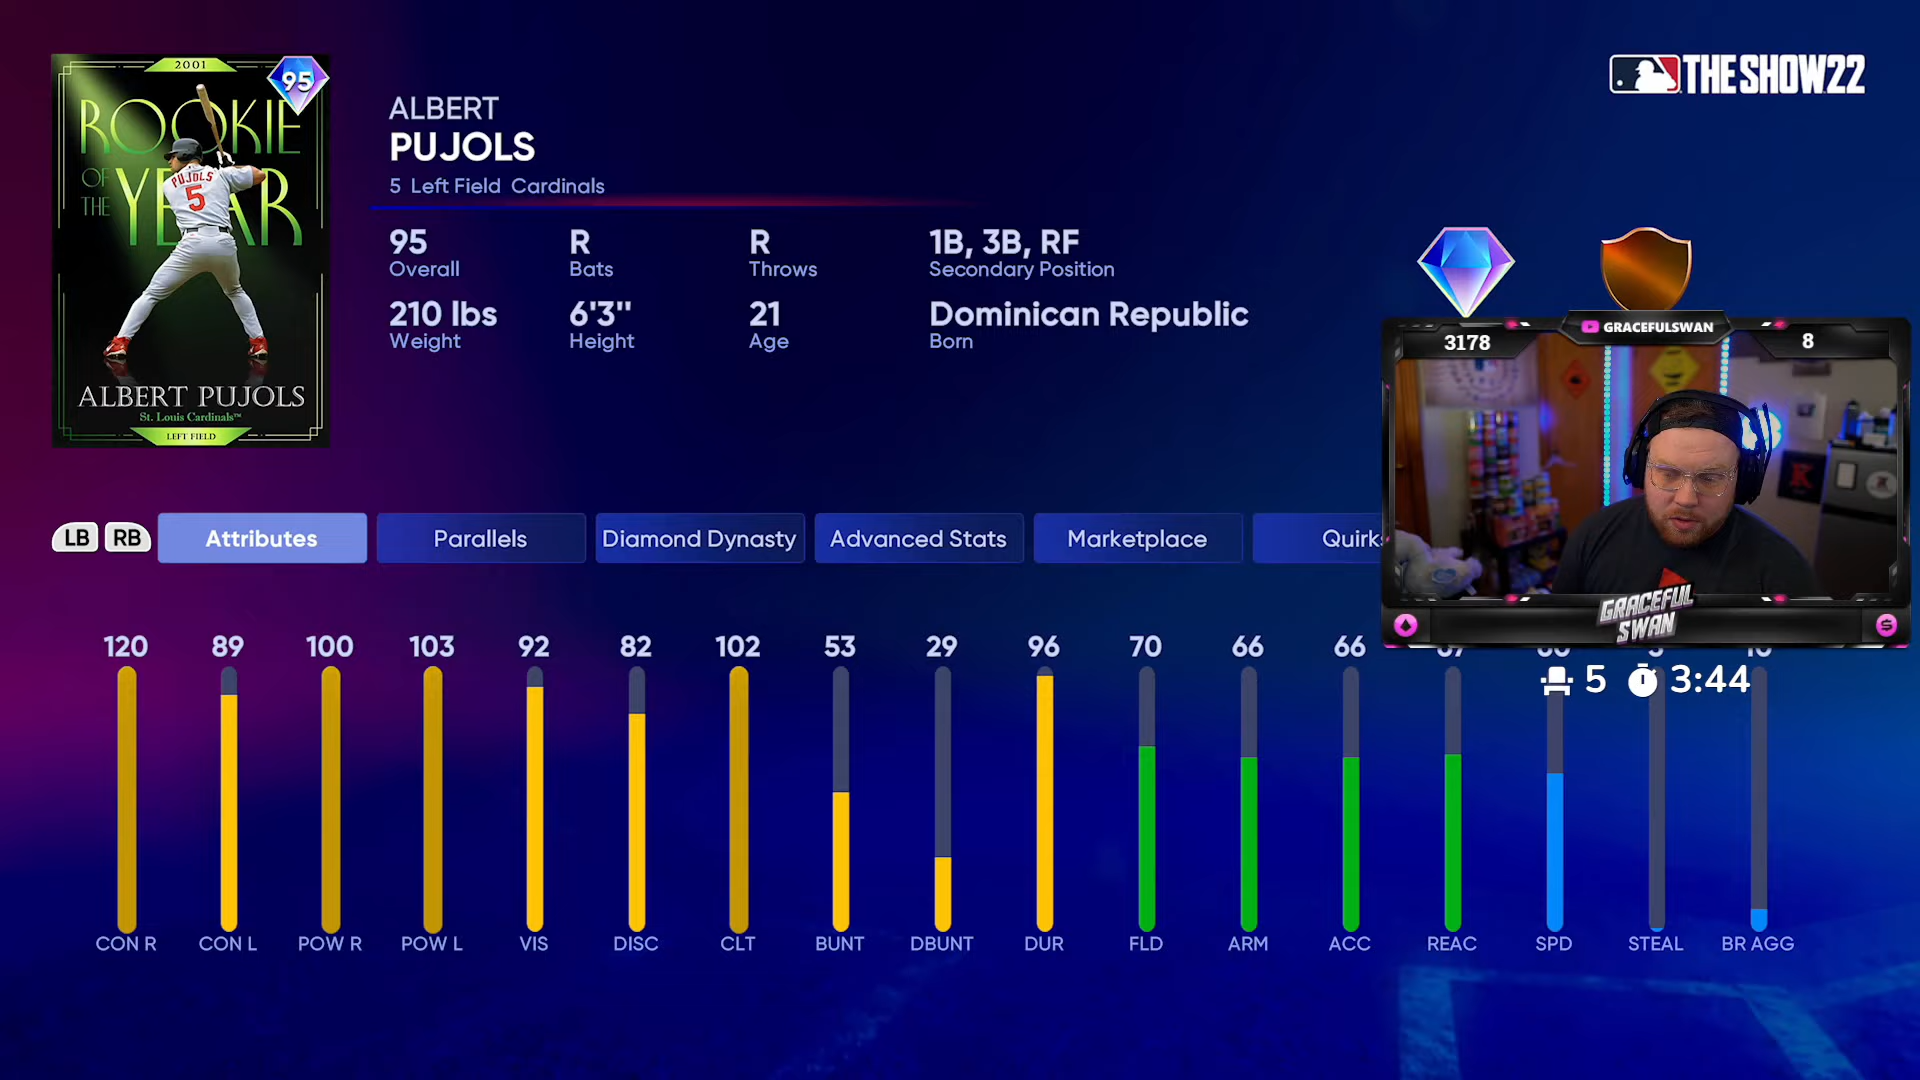 2001
95
ROOKIE
OF THE YEAR
PUJOLS
5
ALBERT PUJOLS
St. Louis Cardinals™
LEFT FIELD
ALBERT
PUJOLS
5 Left Field Cardinals
95 R R 1B, 3B, RF
Overall Bats Throws Secondary Position
210 lbs 6'3" 21 Dominican Republic
Weight Height Age Born
THE SHOW 22
GRACEFULSWAN
3178 8
GRACEFUL
SWAN
5 3:44
LB RB Attributes Parallels Diamond Dynasty Advanced Stats Marketplace Quirks
120 89 100 103 92 82 102 53 29 96 70 66 66
CON R CON L POW R POW L VIS DISC CLT BUNT DBUNT DUR FLD ARM ACC REAC SPD STEAL BR AGG